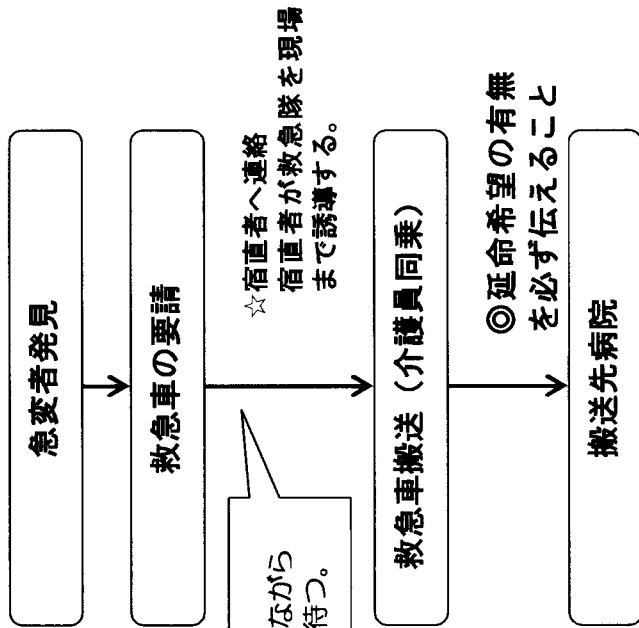 急変者発見
救急車の要請
☆宿直者へ連絡
宿直者が救急隊を現場
まで誘導する。
ながら
待つ。
救急車搬送（介護員同乗）
◎延命希望の有無
を必ず伝えること
搬送先病院